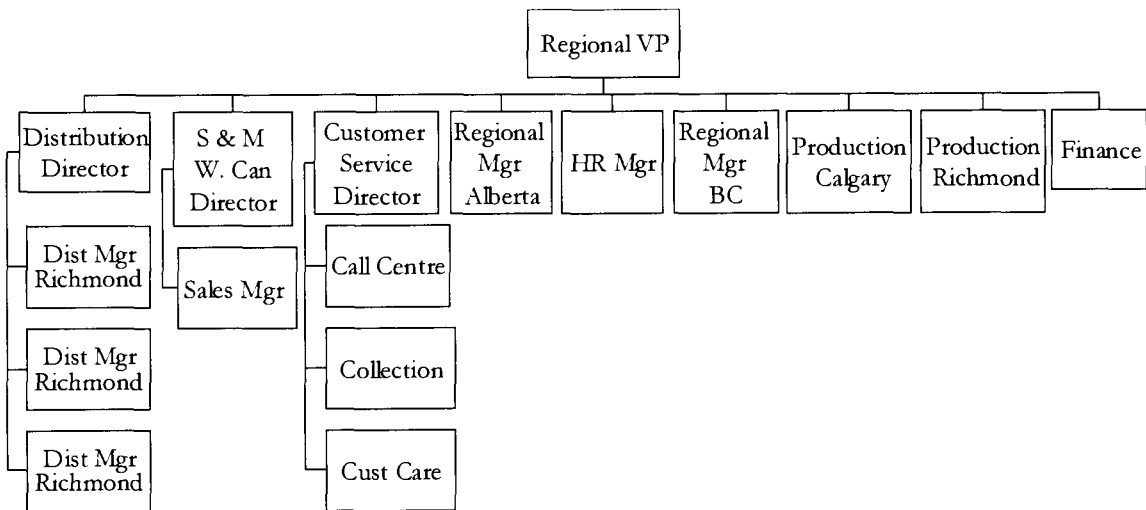 Regional VP
Distribution
Director
S & M
W. Can
Director
Customer
Service
Director
Regional
Mgr
Alberta
HR Mgr
Regional
Mgr
BC
Production
Calgary
Production
Richmond
Finance
Dist Mgr
Richmond
Sales Mgr
Call Centre
Dist Mgr
Richmond
Collection
Dist Mgr
Richmond
Cust Care